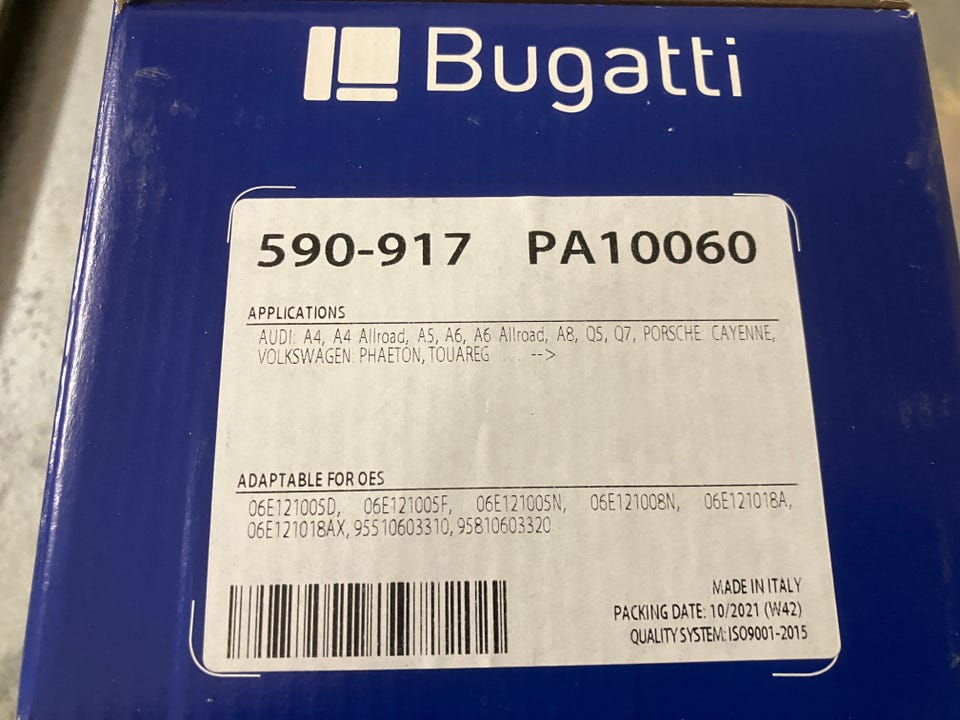 Bugatti
590-917 PA10060
APPLICATIONS
AUDI: A4, A4 Allroad, A5, A6, A6 Allroad, A8, Q5, Q7, PORSCHE: CAYENNE,
VOLKSWAGEN: PHAETON, TOUAREG ... -->
ADAPTABLE FOR OES
06E121005D, 06E121005F, 06E121005N, 06E121008N, 06E121018A,
06E121018AX, 95510603310, 95810603320
MADE IN ITALY
PACKING DATE: 10/2021 (W42)
QUALITY SYSTEM: ISO9001-2015